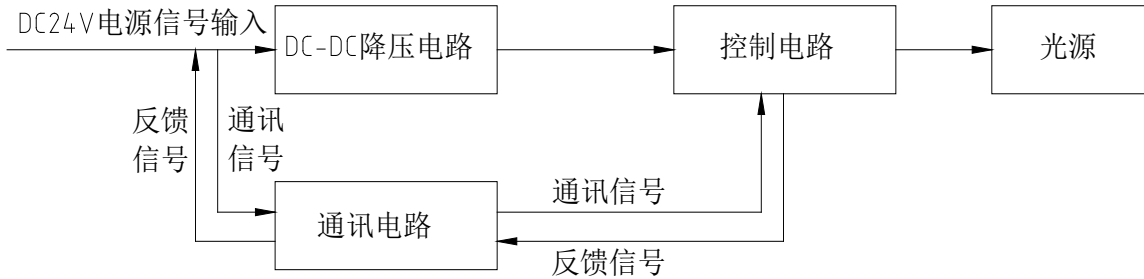 DC24V电源信号输入
DC-DC降压电路
控制电路
光源
反馈
信号
通讯
信号
通讯电路
通讯信号
反馈信号